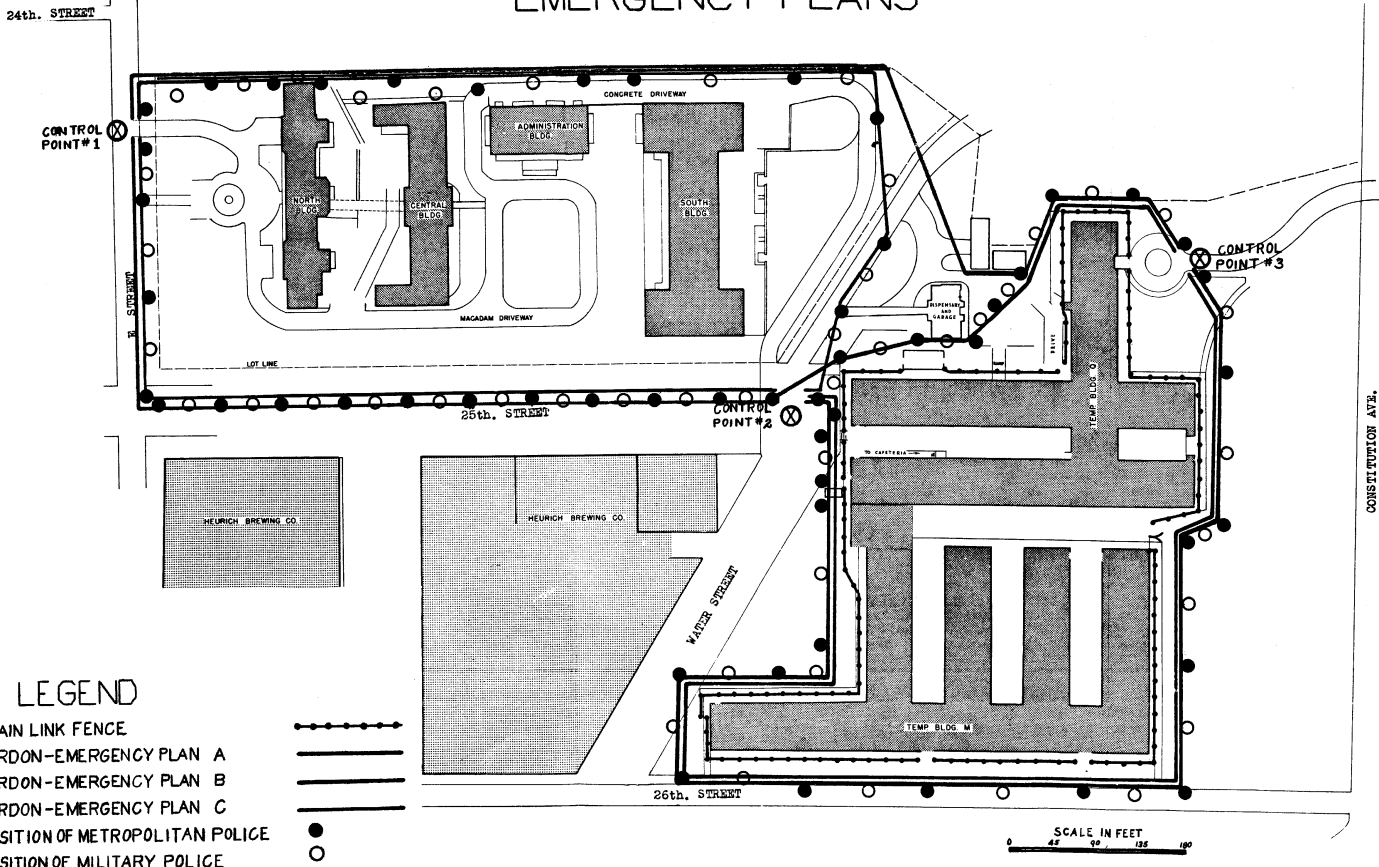 EMERGENCY PLANS
24th. STREET
CONTROL
POINT #1
CONCRETE DRIVEWAY
ADMINISTRATION
BLDG.
NORTH
BLDG.
CENTRAL
BLDG.
SOUTH
BLDG.
CONTROL
POINT #3
E STREET
MACADAM DRIVEWAY
DISPENSARY
AND
GARAGE
DRIVE
LOT LINE
TEMP. BLDG. Q
25th. STREET
CONTROL
POINT #2
CONSTITUTION AVE.
TO CAFETERIA
HEURICH BREWING CO.
HEURICH BREWING CO.
WATER STREET
LEGEND
AIN LINK FENCE
RDON-EMERGENCY PLAN A
RDON-EMERGENCY PLAN B
RDON-EMERGENCY PLAN C
SITION OF METROPOLITAN POLICE
SITION OF MILITARY POLICE
TEMP. BLDG. M
26th. STREET
SCALE IN FEET
0 45 90 135 180